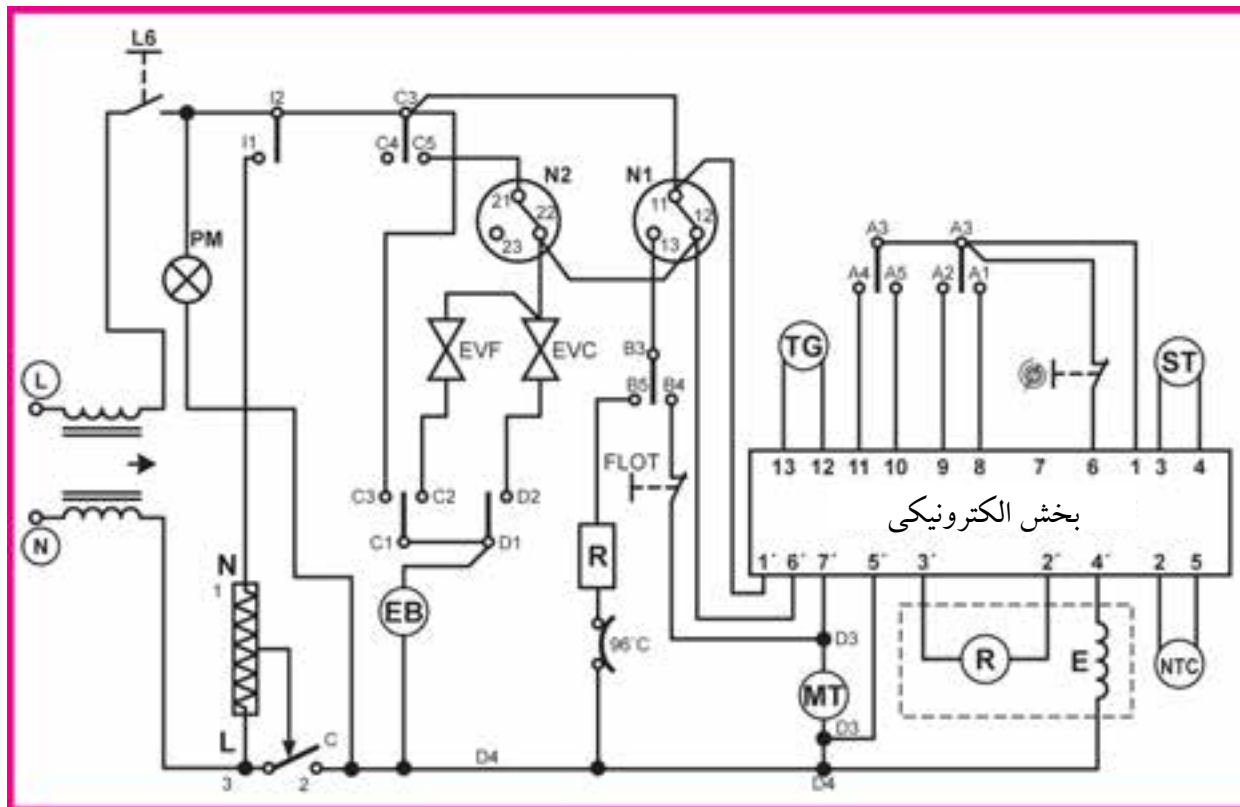 L6
I2
C3
I1
C4
C5
N2
N1
21
22
23
11
12
13
PM
A3
A3
A4
A5
A2
A1
EVF
EVC
TG
ST
B3
B5
B4
L
FLOT
13
12
11
10
9
8
7
6
1
3
4
بخش الکترونیکی
C3
C2
D2
N
C1
D1
1´
6´
7´
5´
3´
2´
4´
2
5
N
1
R
EB
96°C
D3
R
E
NTC
MT
L
C
D3
3
2
D4
D4